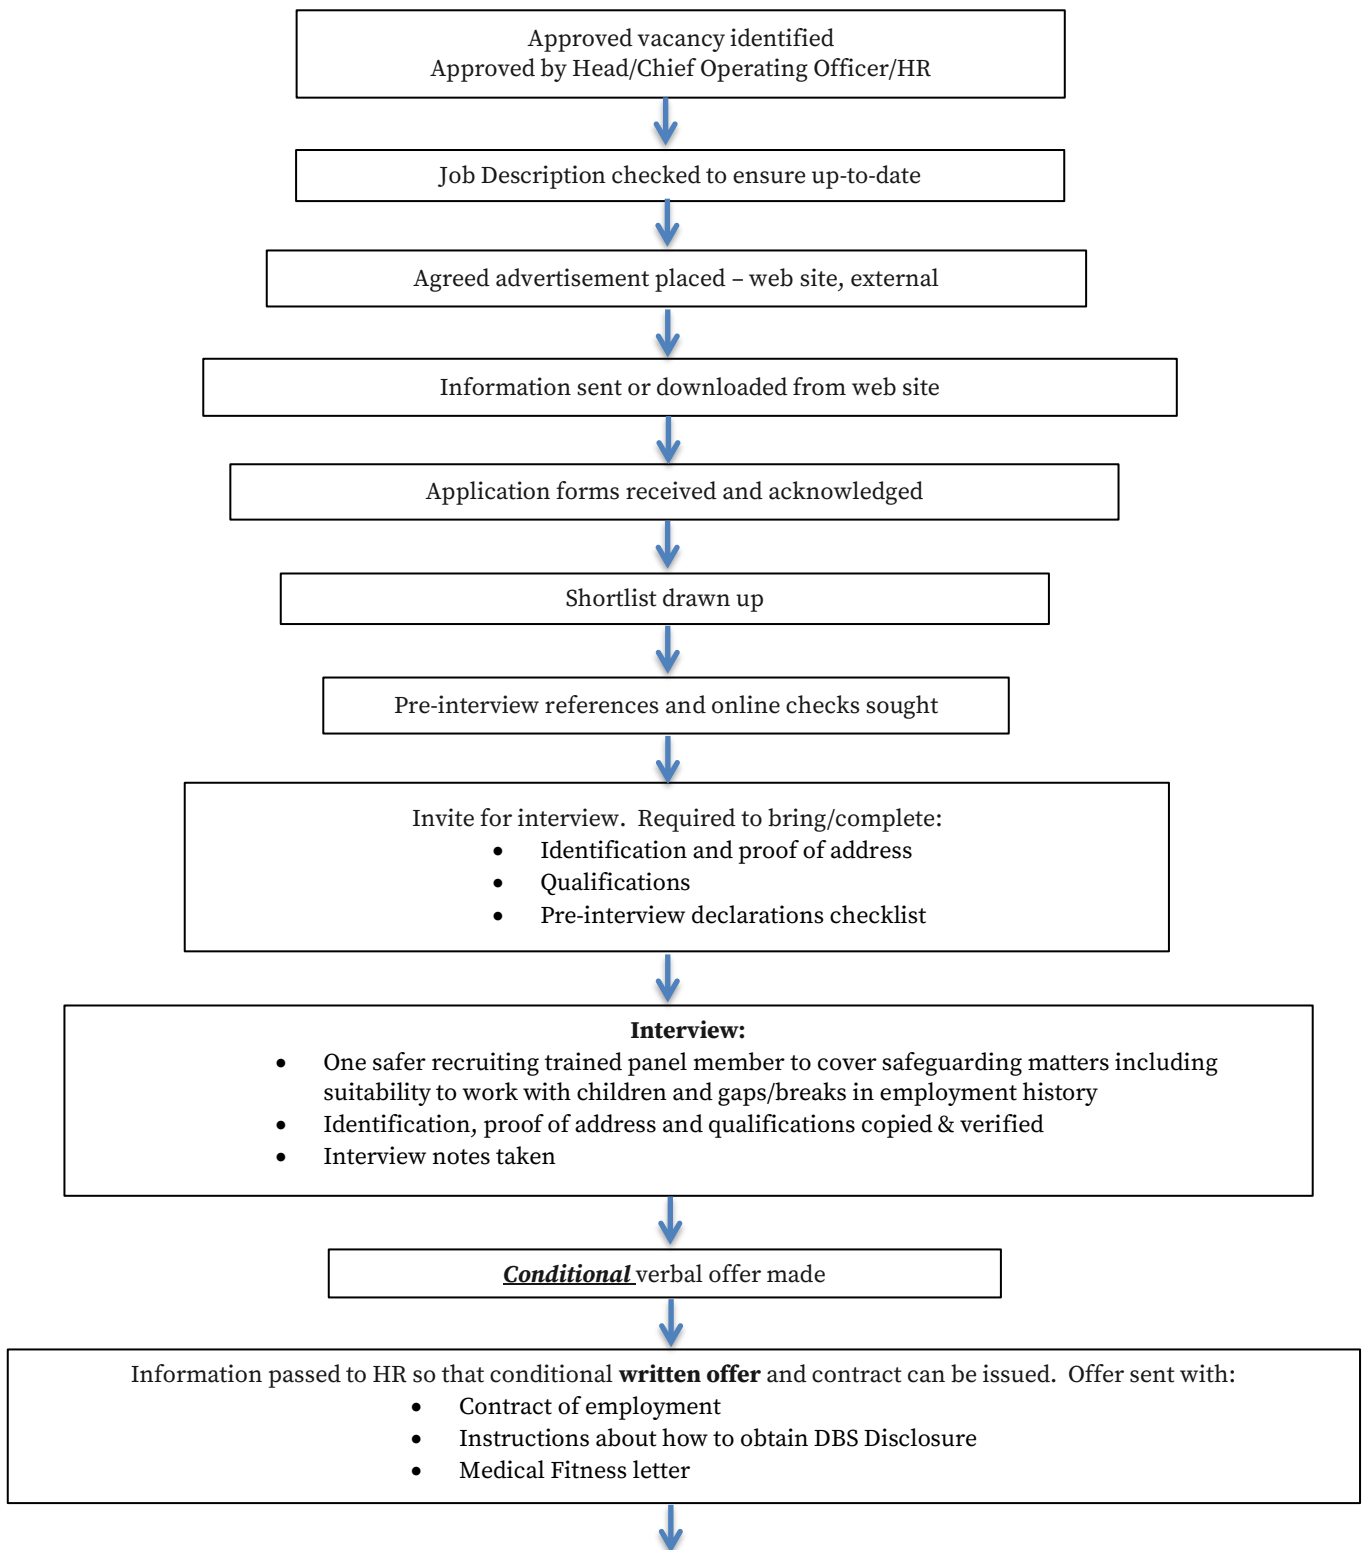 Approved vacancy identified
Approved by Head/Chief Operating Officer/HR
Job Description checked to ensure up-to-date
Agreed advertisement placed – web site, external
Information sent or downloaded from web site
Application forms received and acknowledged
Shortlist drawn up
Pre-interview references and online checks sought
Invite for interview.  Required to bring/complete:
• Identification and proof of address
• Qualifications
• Pre-interview declarations checklist
Interview:
• One safer recruiting trained panel member to cover safeguarding matters including
suitability to work with children and gaps/breaks in employment history
• Identification, proof of address and qualifications copied & verified
• Interview notes taken
Conditional verbal offer made
Information passed to HR so that conditional written offer and contract can be issued.  Offer sent with:
• Contract of employment
• Instructions about how to obtain DBS Disclosure
• Medical Fitness letter